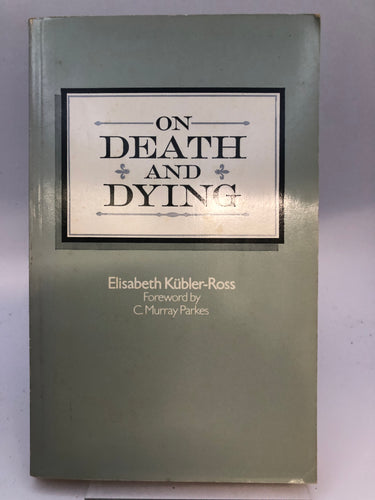 ON
DEATH
AND
DYING
Elisabeth Kübler-Ross
Foreword by
C. Murray Parkes